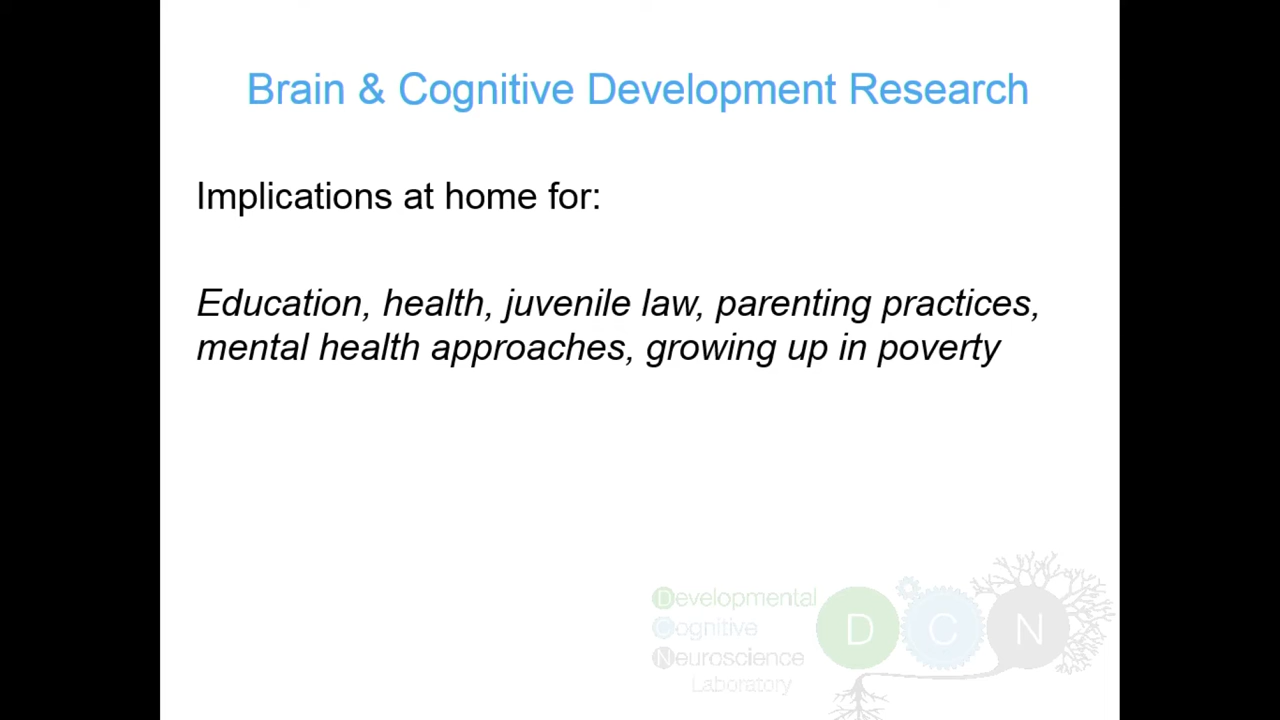 Brain & Cognitive Development Research
Implications at home for:
Education, health, juvenile law, parenting practices,
mental health approaches, growing up in poverty
Developmental
Cognitive
Neuroscience
Laboratory
D C N